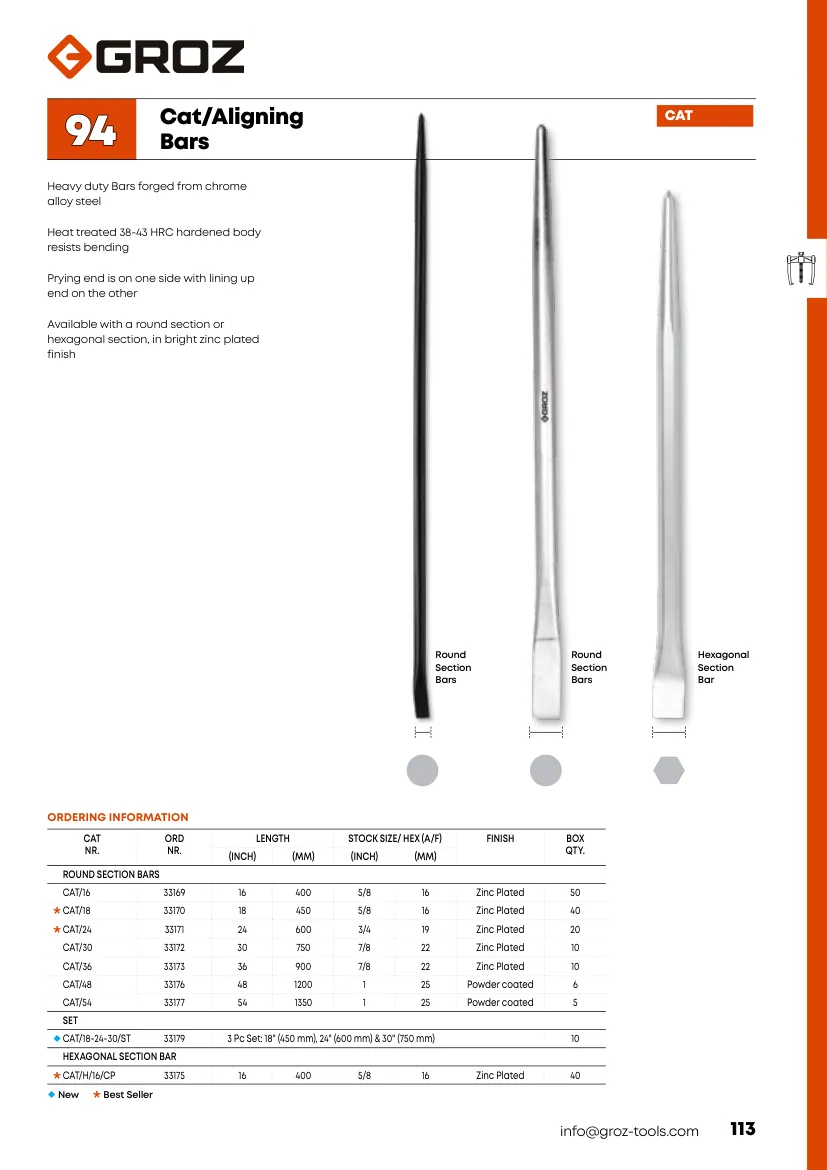 GROZ
94
Cat/Aligning
Bars
CAT
Heavy duty Bars forged from chrome
alloy steel
Heat treated 38-43 HRC hardened body
resists bending
Prying end is on one side with lining up
end on the other
Available with a round section or
hexagonal section, in bright zinc plated
finish
GROZ
Round
Section
Bars
Round
Section
Bars
Hexagonal
Section
Bar
ORDERING INFORMATION
CAT NR. ORD NR. LENGTH STOCK SIZE/ HEX (A/F) FINISH BOX QTY.
(INCH) (MM) (INCH) (MM)
ROUND SECTION BARS
CAT/16 33169 16 400 5/8 16 Zinc Plated 50
* CAT/18 33170 18 450 5/8 16 Zinc Plated 40
* CAT/24 33171 24 600 3/4 19 Zinc Plated 20
CAT/30 33172 30 750 7/8 22 Zinc Plated 10
CAT/36 33173 36 900 7/8 22 Zinc Plated 10
CAT/48 33176 48 1200 1 25 Powder coated 6
CAT/54 33177 54 1350 1 25 Powder coated 5
SET
◆ CAT/18-24-30/ST 33179 3 Pc Set: 18" (450 mm), 24" (600 mm) & 30" (750 mm) 10
HEXAGONAL SECTION BAR
* CAT/H/16/CP 33175 16 400 5/8 16 Zinc Plated 40
◆ New * Best Seller
info@groz-tools.com 113